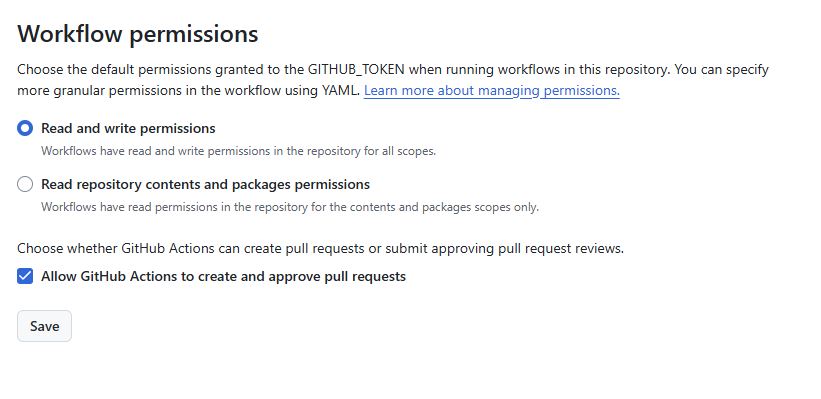 Workflow permissions
Choose the default permissions granted to the GITHUB_TOKEN when running workflows in this repository. You can specify
more granular permissions in the workflow using YAML. Learn more about managing permissions.
Read and write permissions
Workflows have read and write permissions in the repository for all scopes.
Read repository contents and packages permissions
Workflows have read permissions in the repository for the contents and packages scopes only.
Choose whether GitHub Actions can create pull requests or submit approving pull request reviews.
Allow GitHub Actions to create and approve pull requests
Save